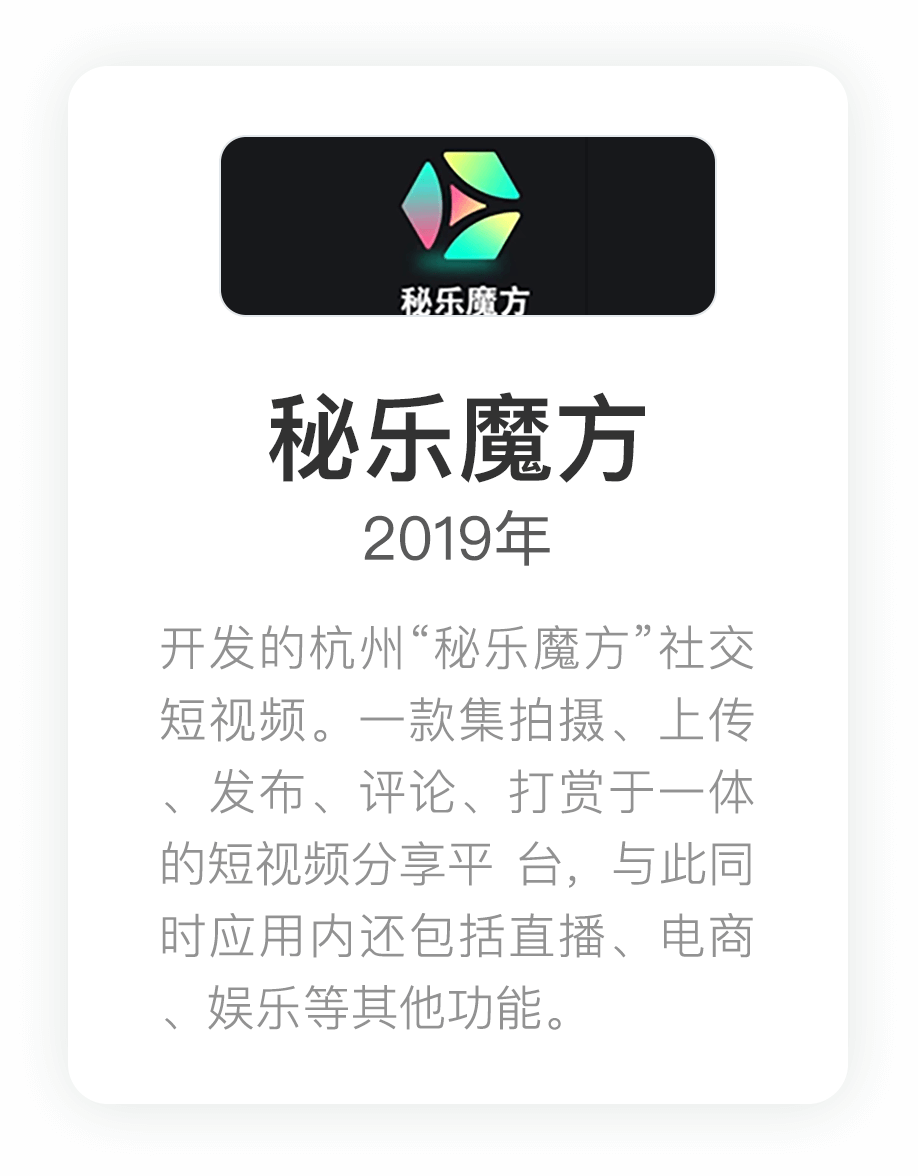 秘乐魔方
秘乐魔方
2019年
开发的杭州“秘乐魔方”社交
短视频。一款集拍摄、上传
、发布、评论、打赏于一体
的短视频分享平 台，与此同
时应用内还包括直播、电商
、娱乐等其他功能。